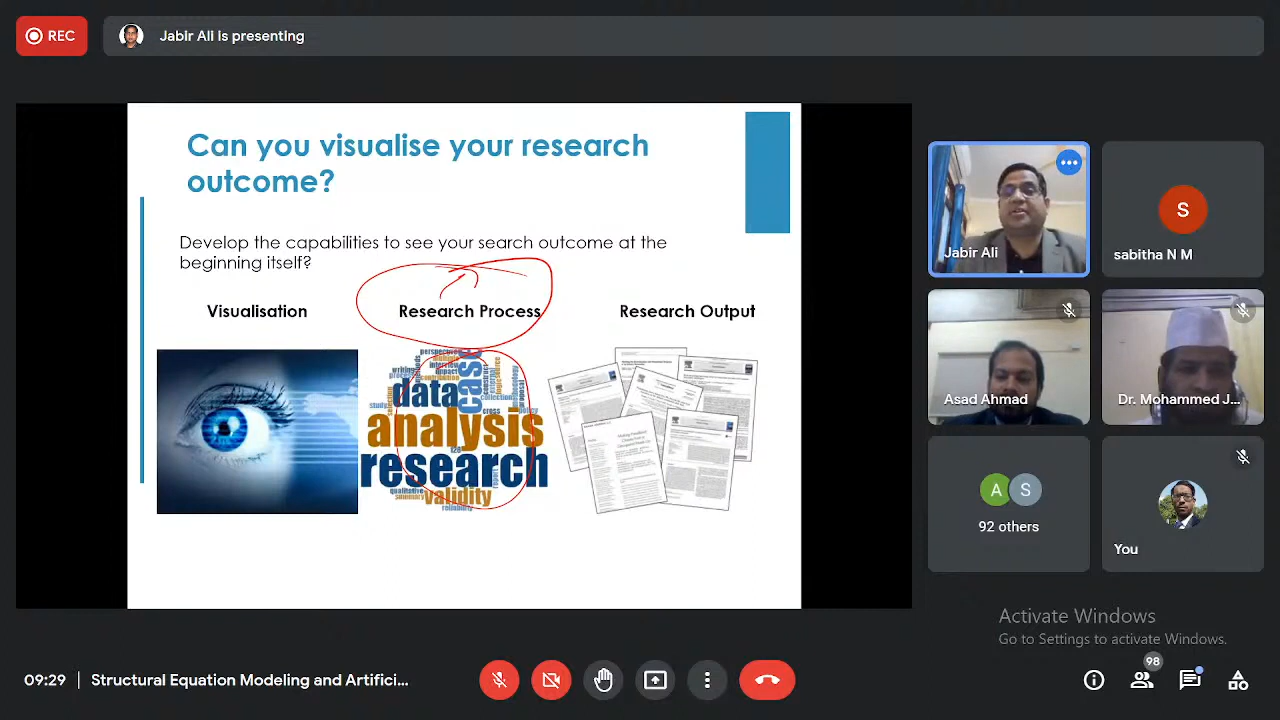 REC
Jabir Ali is presenting
Can you visualise your research
outcome?
Develop the capabilities to see your search outcome at the
beginning itself?
Visualisation
Research Process
Research Output
data
case
analysis
research
validity
Jabir Ali
S
sabitha N M
Asad Ahmad
Dr. Mohammed J...
A
S
92 others
You
Activate Windows
Go to Settings to activate Windows.
09:29
Structural Equation Modeling and Artifici...
98